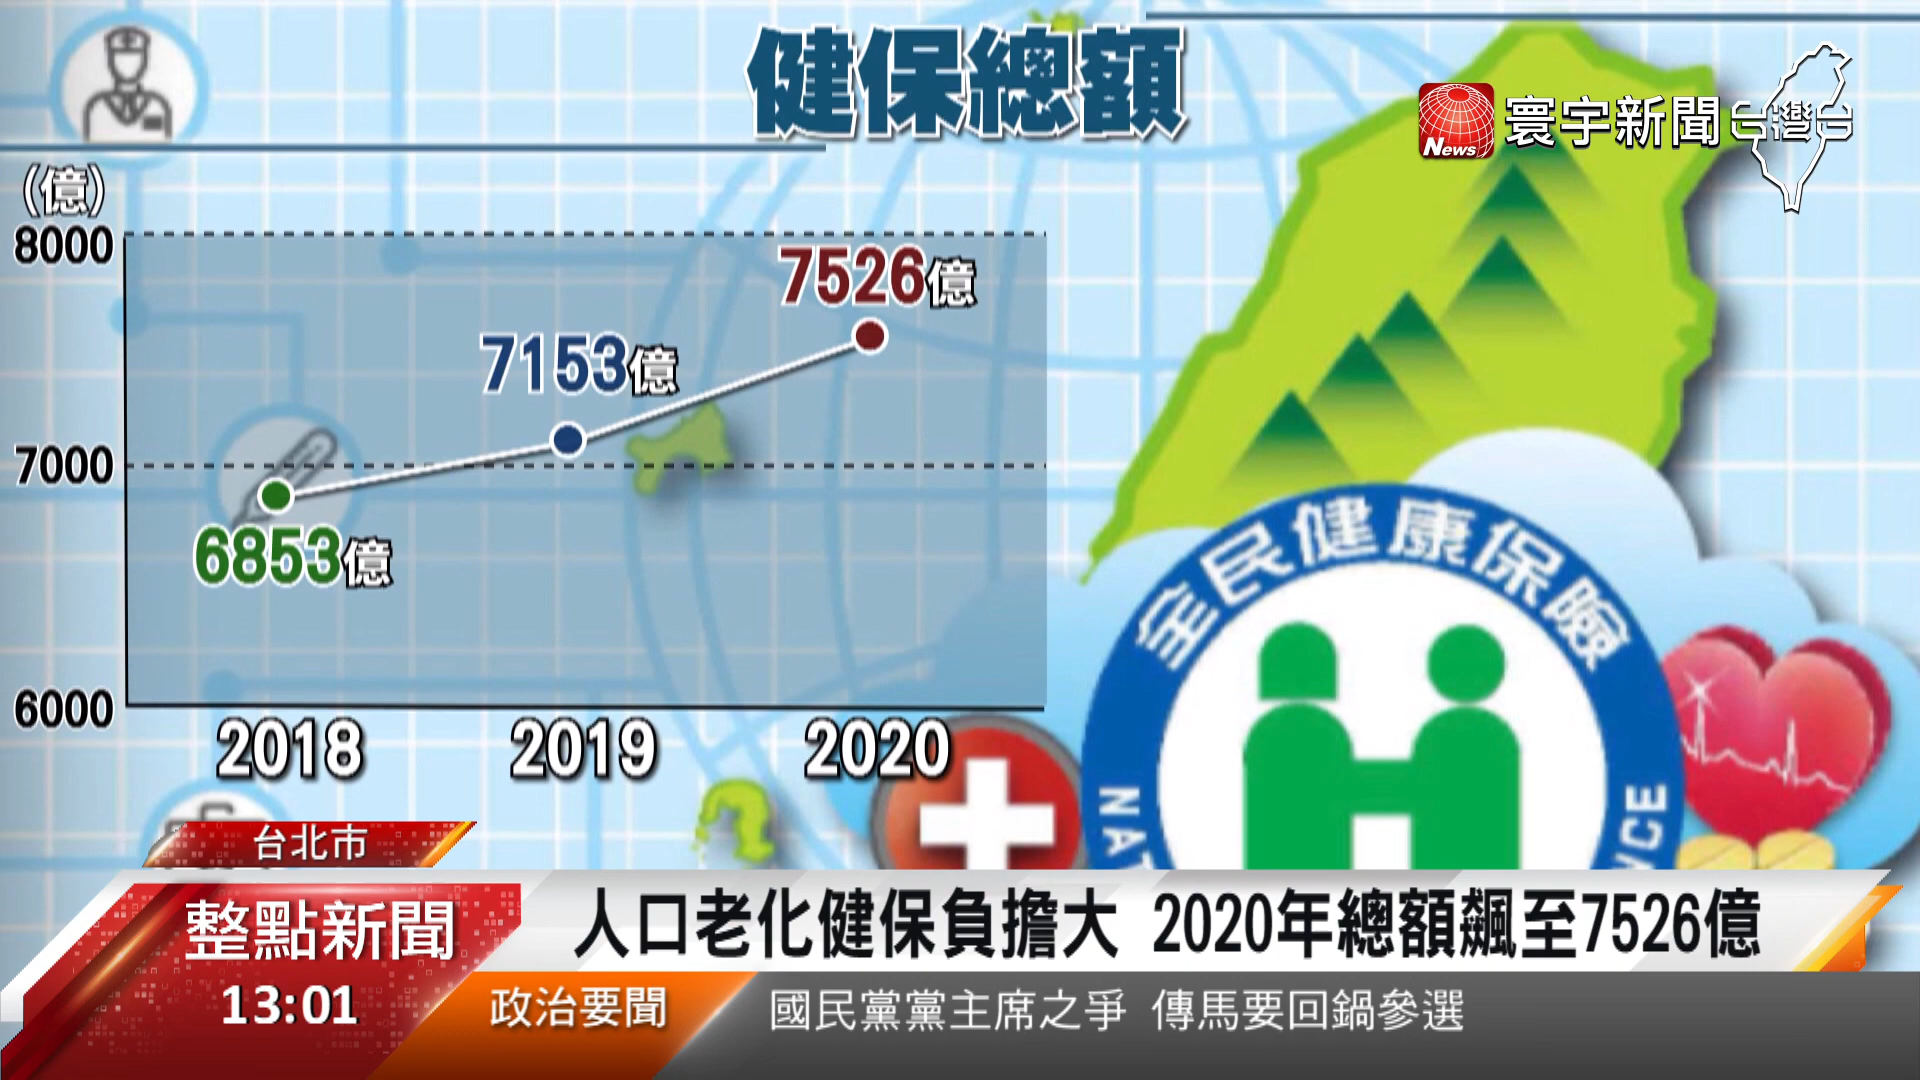 健保總額
News 寰宇新聞 台灣台
(億)
8000
7000
6000
7526億
7153億
6853億
2018 2019 2020
全民健康保險
NAT
NCE
台北市
整點新聞
人口老化健保負擔大 2020年總額飆至7526億
13:01
政治要聞
國民黨黨主席之爭 傳馬要回鍋參選